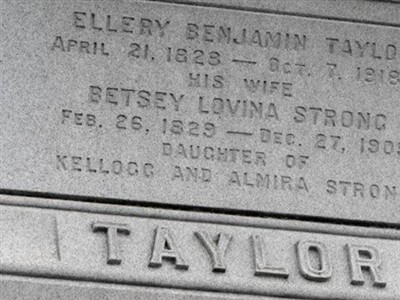 ELLERY BENJAMIN TAYLO
APRIL 21, 1828 — OCT. 7, 1918
HIS WIFE
BETSEY LOVINA STRONG
FEB. 26, 1829 — DEC. 27, 190
DAUGHTER OF
KELLOGG AND ALMIRA STRON
TAYLOR